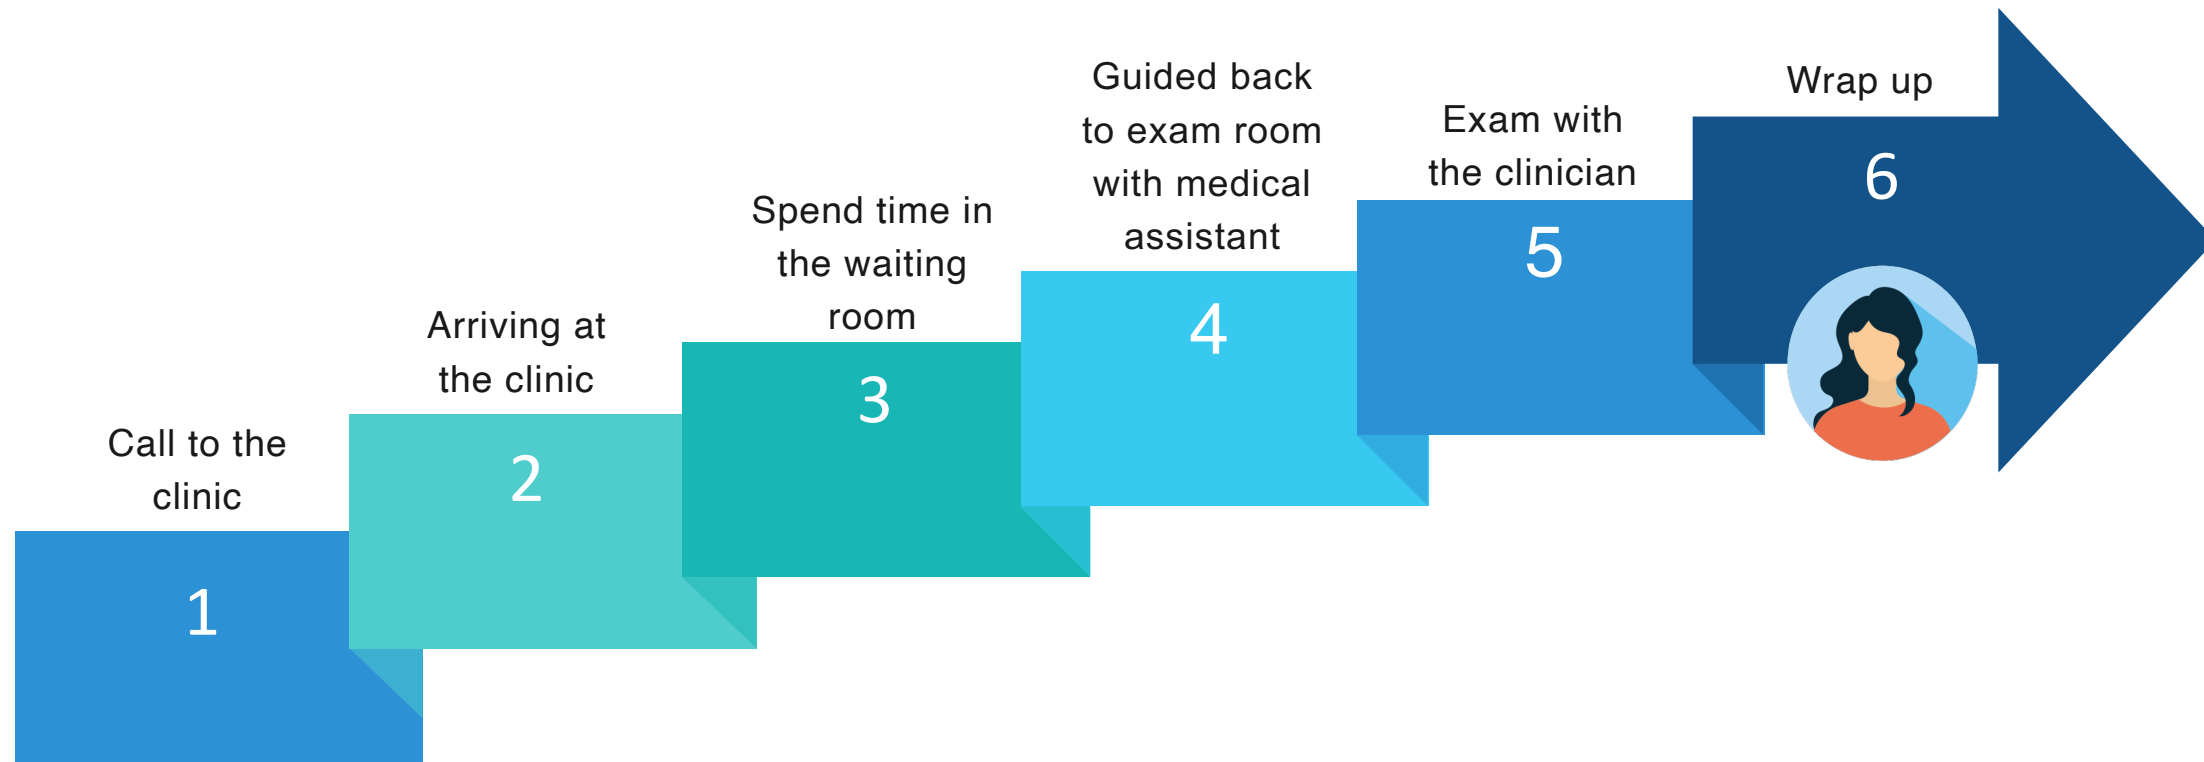 Call to the
clinic
1
Arriving at
the clinic
2
Spend time in
the waiting
room
3
Guided back
to exam room
with medical
assistant
4
Exam with
the clinician
5
Wrap up
6